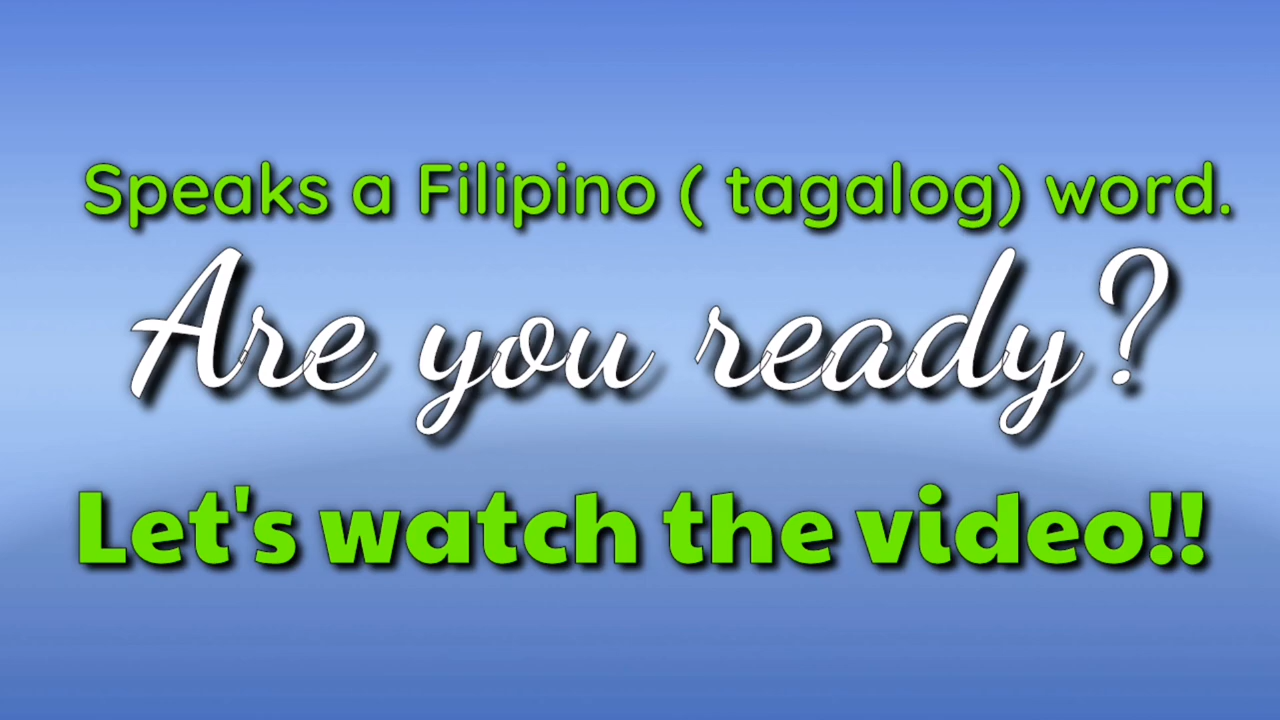 Speaks a Filipino ( tagalog) word.
Are you ready?
Let's watch the video!!